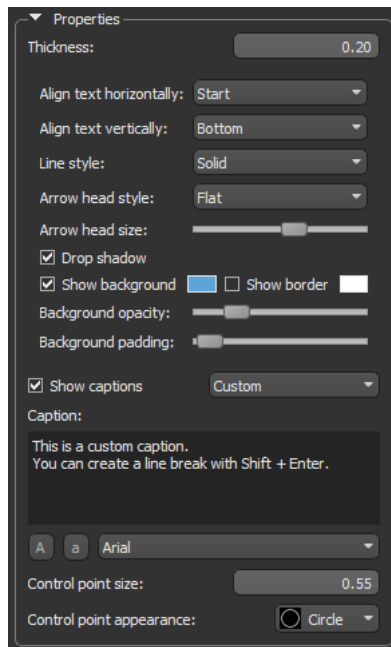 Properties
Thickness: 0.20
Align text horizontally: Start
Align text vertically: Bottom
Line style: Solid
Arrow head style: Flat
Arrow head size:
Drop shadow
Show background Show border
Background opacity:
Background padding:
Show captions Custom
Caption:
This is a custom caption.
You can create a line break with Shift + Enter.
A a Arial
Control point size: 0.55
Control point appearance: Circle